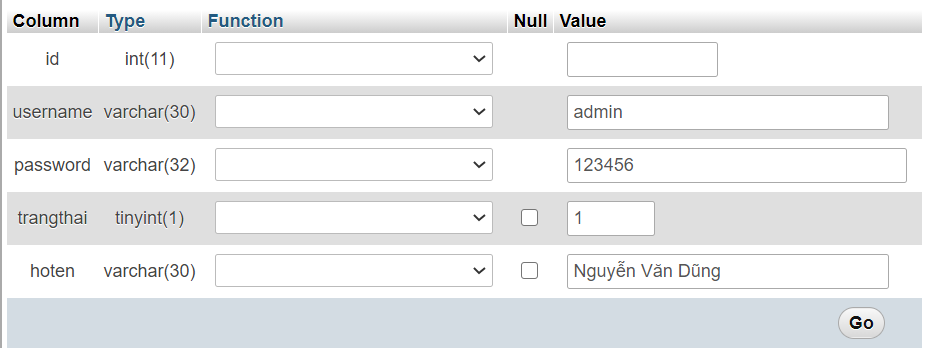 Column Type Function Null Value
id int(11)
username varchar(30) admin
password varchar(32) 123456
trangthai tinyint(1) 1
hoten varchar(30) Nguyễn Văn Dũng
Go